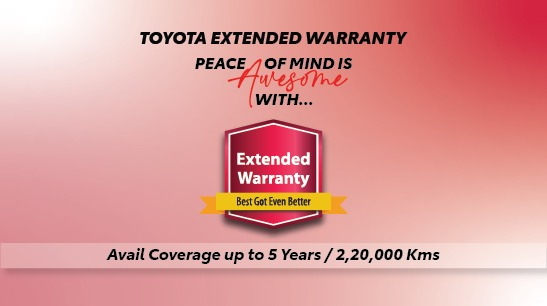 TOYOTA EXTENDED WARRANTY
PEACE OF MIND IS
Awesome
WITH...
Extended
Warranty
Best Got Even Better
Avail Coverage up to 5 Years / 2,20,000 Kms